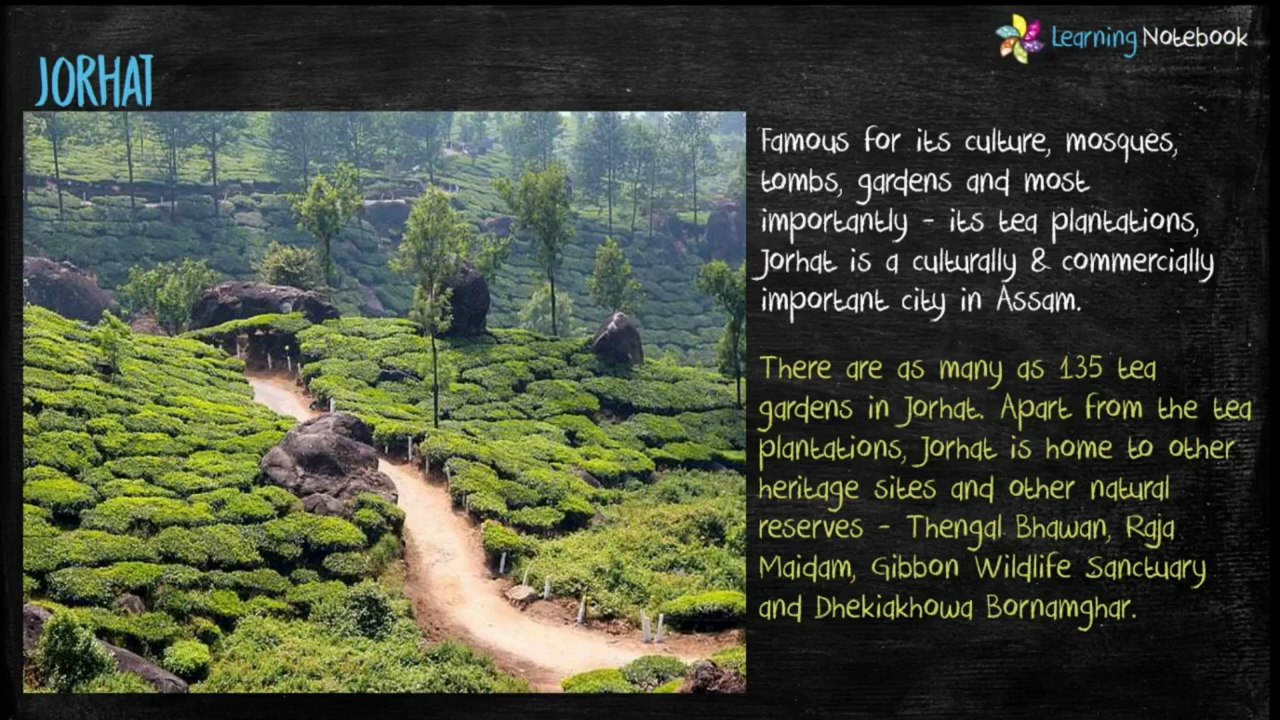 Learning Notebook
JORHAT
Famous for its culture, mosques,
tombs, gardens and most
importantly - its tea plantations,
Jorhat is a culturally & commercially
important city in Assam.
There are as many as 135 tea
gardens in Jorhat. Apart from the tea
plantations, Jorhat is home to other
heritage sites and other natural
reserves - Thengal Bhawan, Raja
Maidam, Gibbon Wildlife Sanctuary
and Dhekiakhowa Bornamghar.